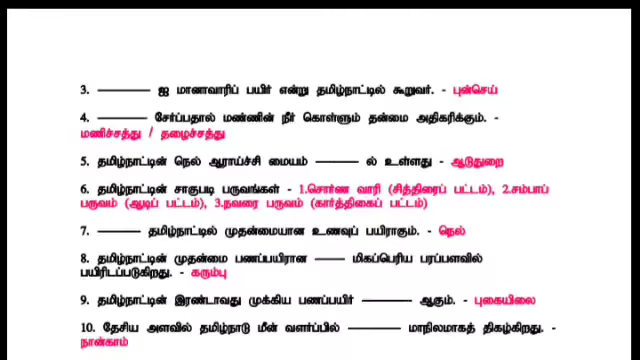 3. ———— ஐ மானாவாரிப் பயிர் என்று தமிழ்நாட்டில் கூறுவர். - புன்செய்
4. ———— சேர்ப்பதால் மண்ணின் நீர் கொள்ளும் தன்மை அதிகரிக்கும். -
மணிச்சத்து / தழைச்சத்து
5. தமிழ்நாட்டின் நெல் ஆராய்ச்சி மையம் ———— ல் உள்ளது - ஆடுதுறை
6. தமிழ்நாட்டின் சாகுபடி பருவங்கள் - 1.சொர்ண வாரி (சித்திரைப் பட்டம்), 2.சம்பாப்
பருவம் (ஆடிப் பட்டம்), 3.நவரை பருவம் (கார்த்திகைப் பட்டம்)
7. ———— தமிழ்நாட்டில் முதன்மையான உணவுப் பயிராகும். - நெல்
8. தமிழ்நாட்டின் முதன்மை பணப்பயிரான ——— மிகப்பெரிய பரப்பளவில்
பயிரிடப்படுகிறது. - கரும்பு
9. தமிழ்நாட்டின் இரண்டாவது முக்கிய பணப்பயிர் ———— ஆகும். - புகையிலை
10. தேசிய அளவில் தமிழ்நாடு மீன் வளர்ப்பில் ———— மாநிலமாகத் திகழ்கிறது. -
நான்காம்